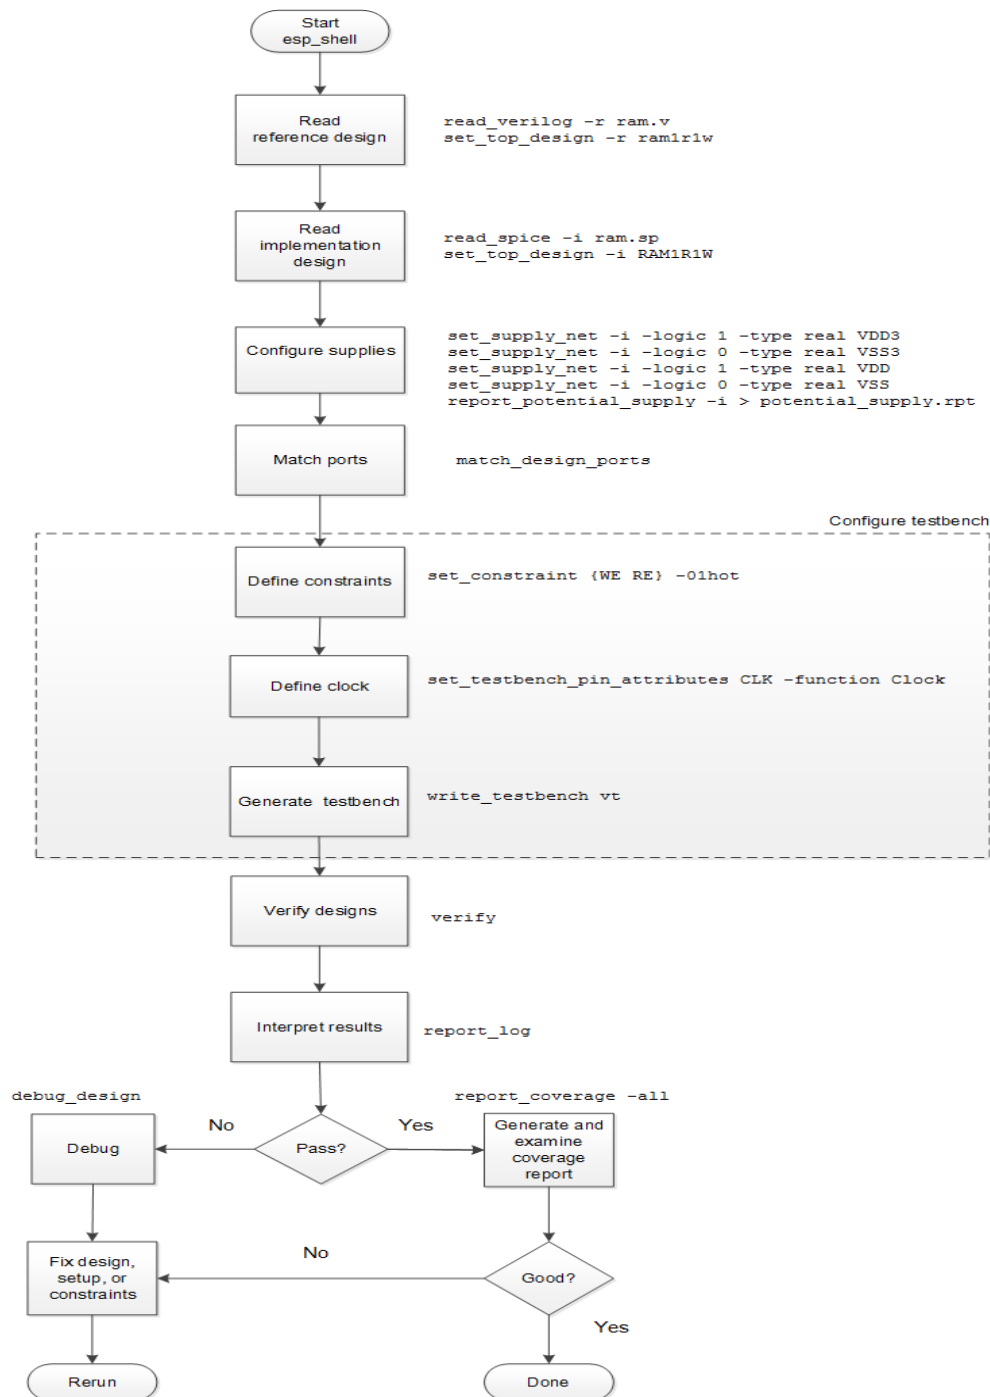 Start
esp_shell
Read
reference design
read_verilog -r ram.v
set_top_design -r ram1r1w
Read
implementation
design
read_spice -i ram.sp
set_top_design -i RAM1R1W
Configure supplies
set_supply_net -i -logic 1 -type real VDD3
set_supply_net -i -logic 0 -type real VSS3
set_supply_net -i -logic 1 -type real VDD
set_supply_net -i -logic 0 -type real VSS
report_potential_supply -i > potential_supply.rpt
Match ports
match_design_ports
Configure testbench
Define constraints
set_constraint {WE RE} -01hot
Define clock
set_testbench_pin_attributes CLK -function Clock
Generate testbench
write_testbench vt
Verify designs
verify
Interpret results
report_log
debug_design
report_coverage -all
No
Yes
Debug
Pass?
Generate and
examine
coverage
report
No
Fix design,
setup, or
constraints
Good?
Yes
Rerun
Done